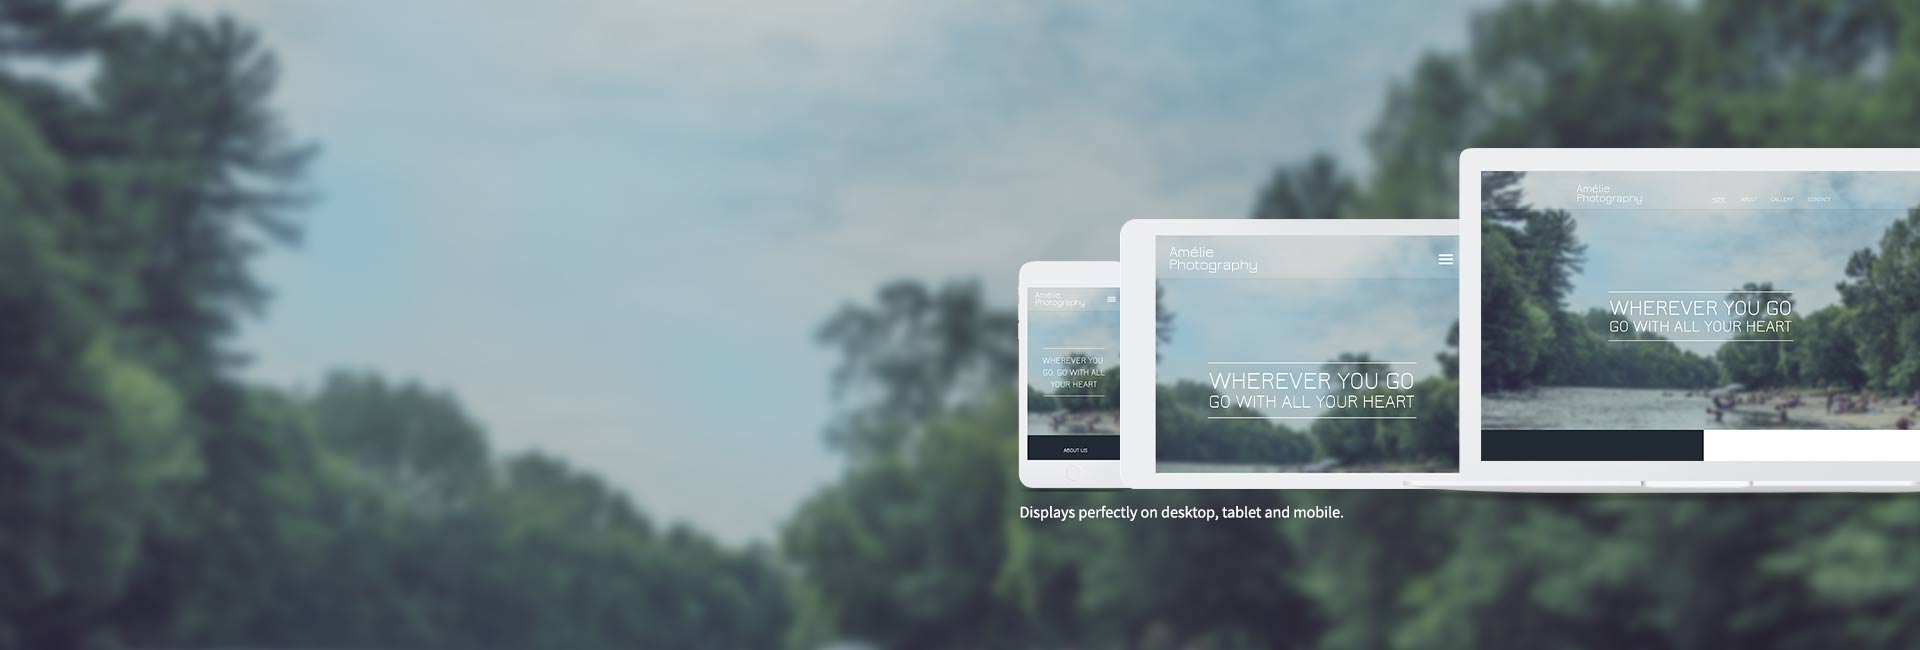 Amélie
Photography
WHEREVER YOU
GO, GO WITH ALL
YOUR HEART
ABOUT US
Amélie
Photography
WHEREVER YOU GO
GO WITH ALL YOUR HEART
Amélie
Photography
HOME ABOUT GALLERY CONTACT
WHEREVER YOU GO
GO WITH ALL YOUR HEART
Displays perfectly on desktop, tablet and mobile.